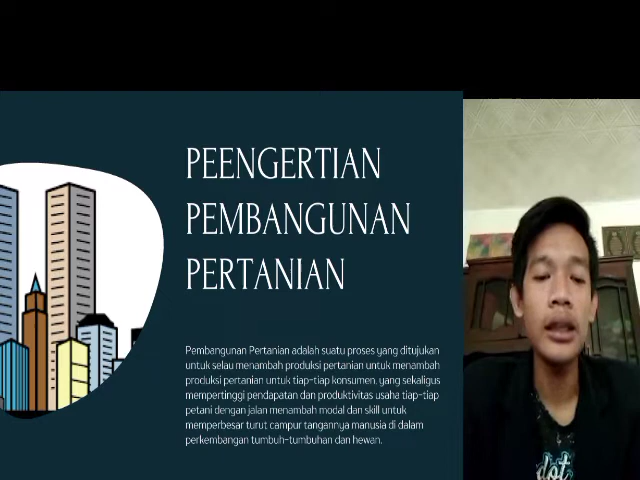 PEENGERTIAN
PEMBANGUNAN
PERTANIAN
Pembangunan Pertanian adalah suatu proses yang ditujukan
untuk selau menambah produksi pertanian untuk menambah
produksi pertanian untuk tiap-tiap konsumen, yang sekaligus
mempertinggi pendapatan dan produktivitas usaha tiap-tiap
petani dengan jalan menambah modal dan skill untuk
memperbesar turut campur tangannya manusia di dalam
perkembangan tumbuh-tumbuhan dan hewan.
dot